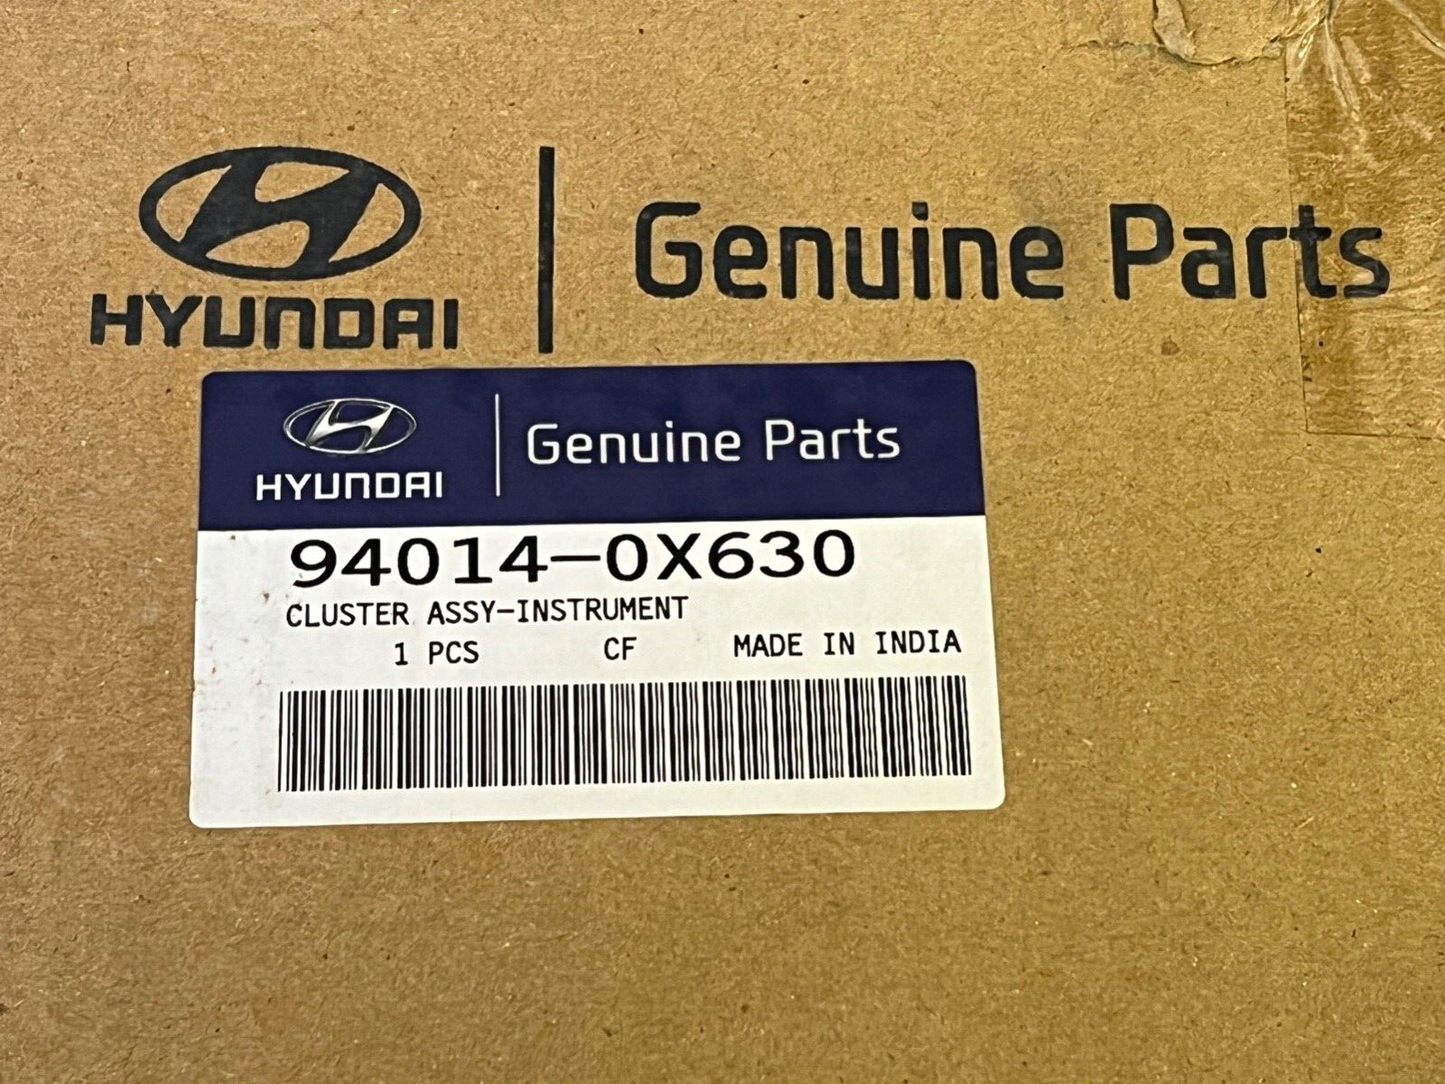 HYUNDAI Genuine Parts
HYUNDAI Genuine Parts
94014-0X630
CLUSTER ASSY-INSTRUMENT
1 PCS CF MADE IN INDIA